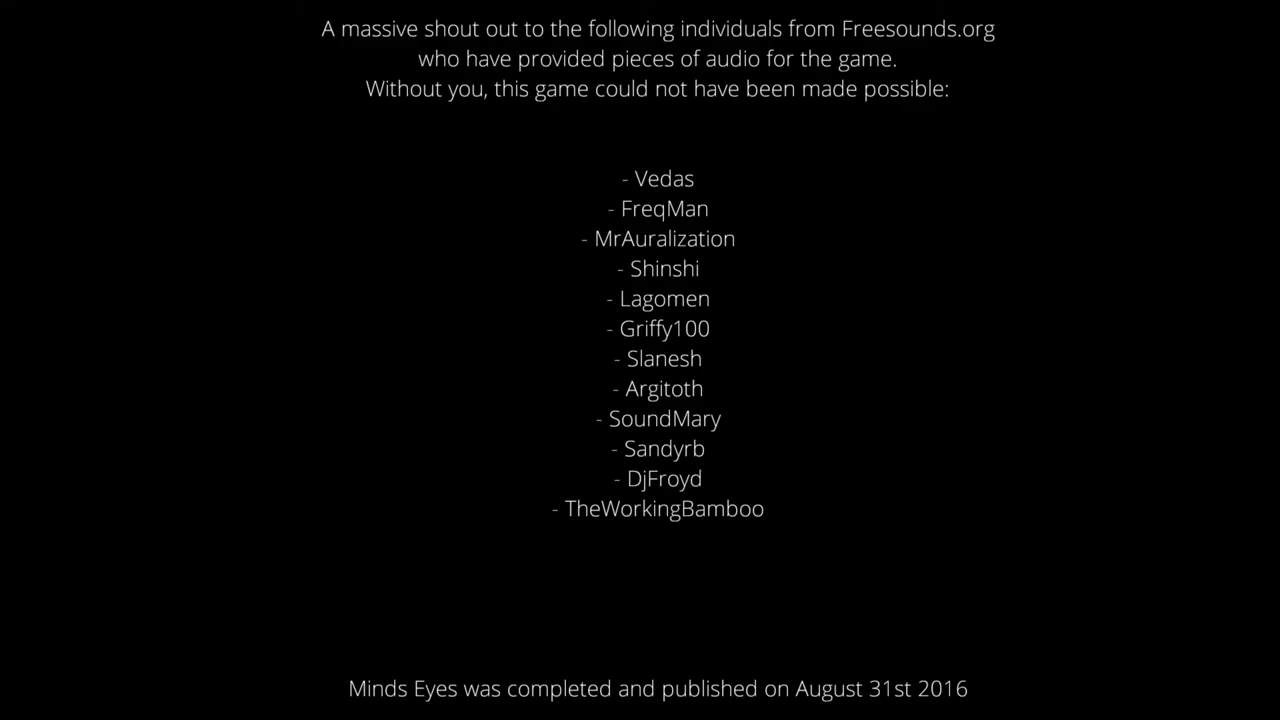 A massive shout out to the following individuals from Freesounds.org
who have provided pieces of audio for the game.
Without you, this game could not have been made possible:
- Vedas
- FreqMan
- MrAuralization
- Shinshi
- Lagomen
- Griffy100
- Slanesh
- Argitoth
- SoundMary
- Sandyrb
- DjFroyd
- TheWorkingBamboo
Minds Eyes was completed and published on August 31st 2016